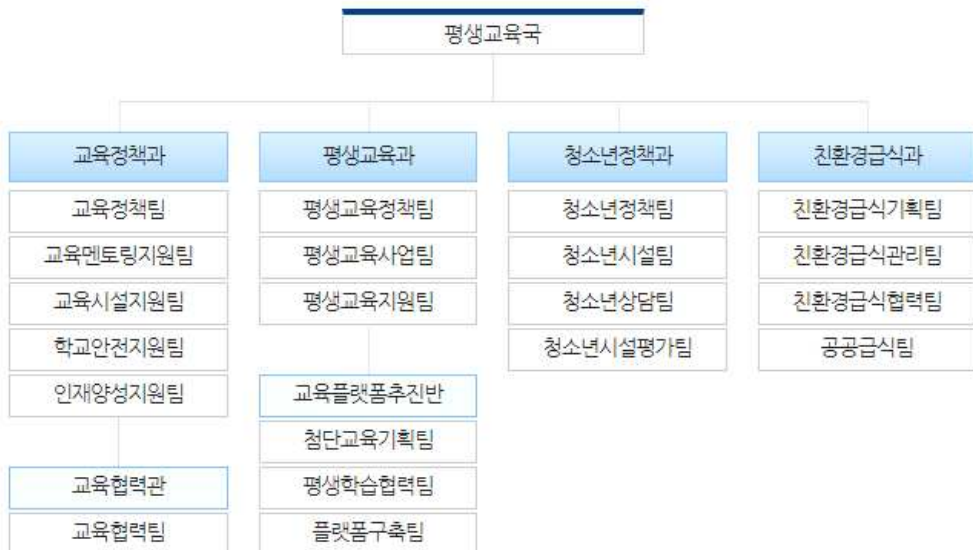 평생교육국
교육정책과
교육정책팀
교육멘토링지원팀
교육시설지원팀
학교안전지원팀
인재양성지원팀
교육협력관
교육협력팀
평생교육과
평생교육정책팀
평생교육사업팀
평생교육지원팀
교육플랫폼추진반
첨단교육기획팀
평생학습협력팀
플랫폼구축팀
청소년정책과
청소년정책팀
청소년시설팀
청소년상담팀
청소년시설평가팀
친환경급식과
친환경급식기획팀
친환경급식관리팀
친환경급식협력팀
공공급식팀